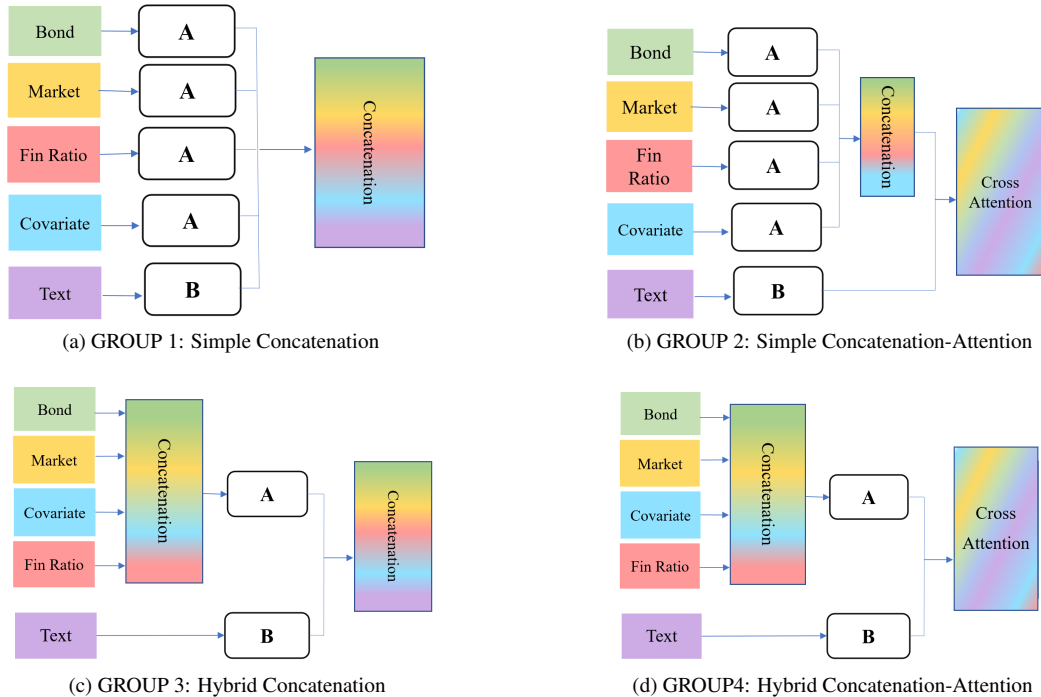 Bond
A
Market
A
Fin Ratio
A
Covariate
A
Text
B
Concatenation
(a) GROUP 1: Simple Concatenation
Bond
A
Market
A
Fin
Ratio
A
Covariate
A
Text
B
Concatenation
Cross
Attention
(b) GROUP 2: Simple Concatenation-Attention
Bond
Market
Covariate
Fin Ratio
Text
Concatenation
A
B
Concatenation
(c) GROUP 3: Hybrid Concatenation
Bond
Market
Covariate
Fin Ratio
Text
Concatenation
A
B
Cross
Attention
(d) GROUP4: Hybrid Concatenation-Attention